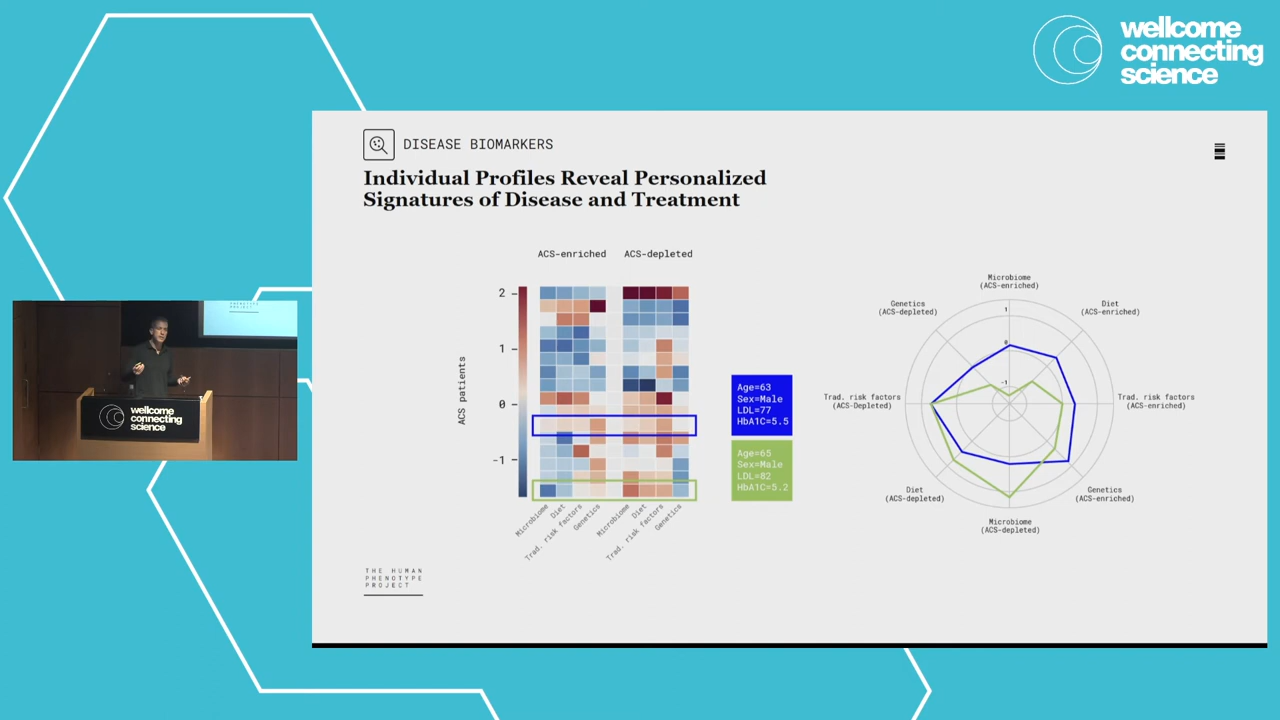 wellcome
connecting
science
DISEASE BIOMARKERS
Individual Profiles Reveal Personalized
Signatures of Disease and Treatment
ACS-enriched ACS-depleted
2
1
0
-1
ACS patients
Microbiome
Diet
Trad. risk factors
Genetics
Microbiome
Diet
Trad. risk factors
Genetics
Age=63
Sex=Male
LDL=77
HbA1C=5.5
Age=65
Sex=Male
LDL=82
HbA1C=5.2
Microbiome
(ACS-enriched)
Genetics
(ACS-depleted)
Diet
(ACS-enriched)
1
0
-1
Trad. risk factors
(ACS-Depleted)
Trad. risk factors
(ACS-enriched)
Diet
(ACS-depleted)
Genetics
(ACS-enriched)
Microbiome
(ACS-depleted)
THE HUMAN
PHENOTYPE
PROJECT
PHENOTYPE
PROJECT
wellcome
connecting
science